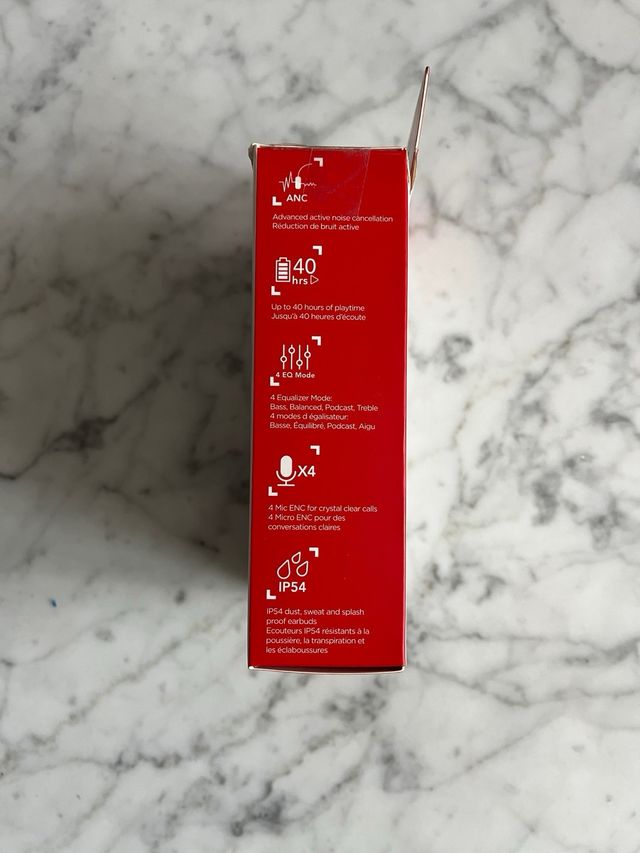 ANC
Advanced active noise cancellation
Réduction de bruit active
40
hrs
Up to 40 hours of playtime
Jusqu'à 40 heures d'écoute
4 EQ Mode
4 Equalizer Mode:
Bass, Balanced, Podcast, Treble
4 modes d égalisateur:
Basse, Équilibré, Podcast, Aigu
X4
4 Mic ENC for crystal clear calls
4 Micro ENC pour des
conversations claires
IP54
IP54 dust, sweat and splash
proof earbuds
Ecouteurs IP54 résistants à la
poussière, la transpiration et
les éclaboussures